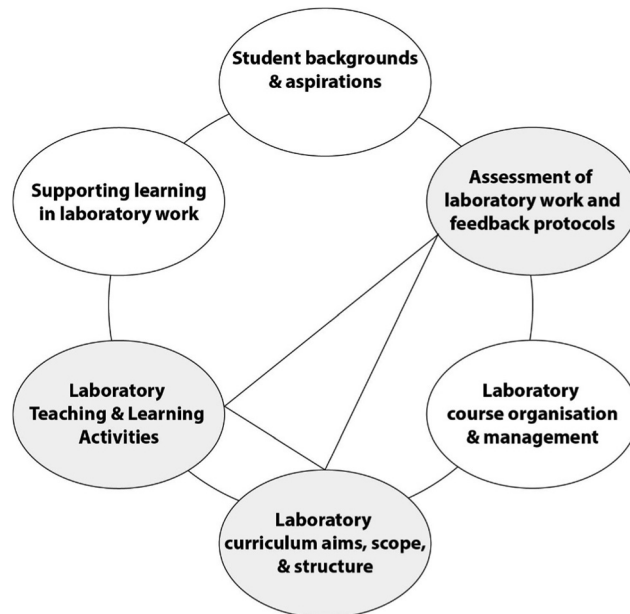 Student backgrounds
& aspirations
Assessment of
laboratory work and
feedback protocols
Supporting learning
in laboratory work
Laboratory
Teaching & Learning
Activities
Laboratory
course organisation
& management
Laboratory
curriculum aims, scope,
& structure